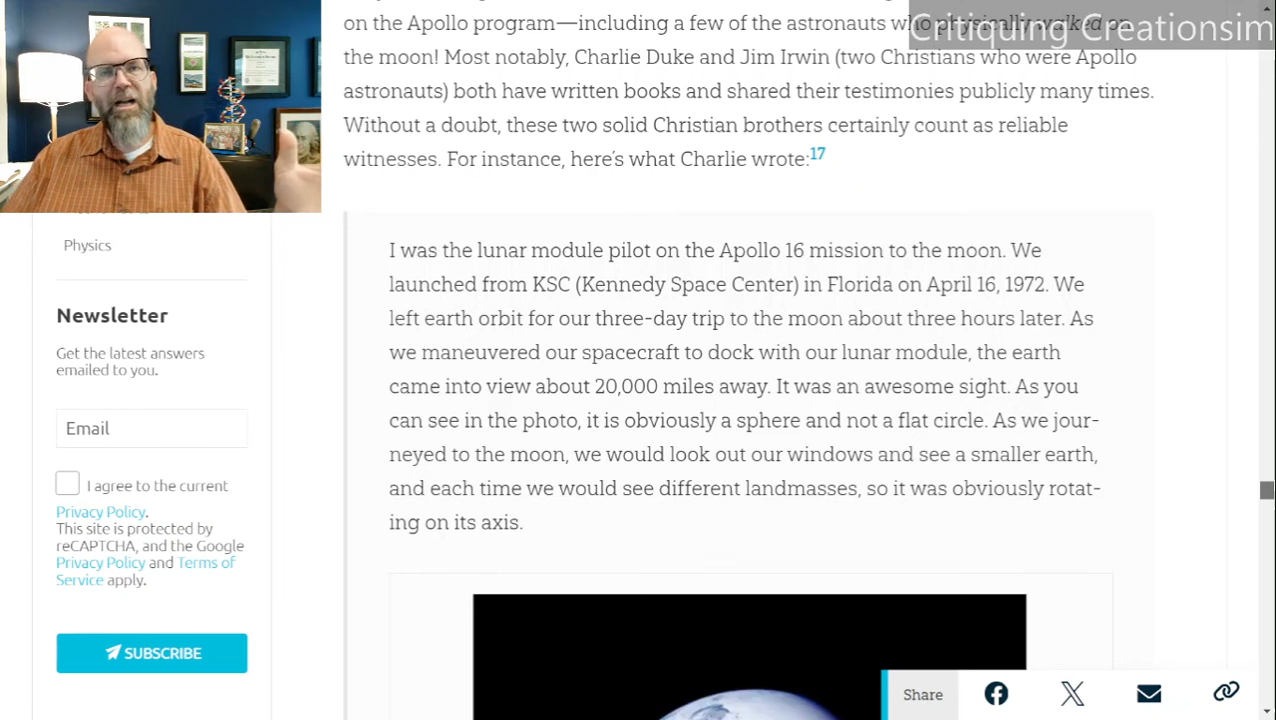 Critiquing Creationsim
on the Apollo program—including a few of the astronauts who physically walked on
the moon! Most notably, Charlie Duke and Jim Irwin (two Christians who were Apollo
astronauts) both have written books and shared their testimonies publicly many times.
Without a doubt, these two solid Christian brothers certainly count as reliable
witnesses. For instance, here's what Charlie wrote:17
I was the lunar module pilot on the Apollo 16 mission to the moon. We
launched from KSC (Kennedy Space Center) in Florida on April 16, 1972. We
left earth orbit for our three-day trip to the moon about three hours later. As
we maneuvered our spacecraft to dock with our lunar module, the earth
came into view about 20,000 miles away. It was an awesome sight. As you
can see in the photo, it is obviously a sphere and not a flat circle. As we jour-
neyed to the moon, we would look out our windows and see a smaller earth,
and each time we would see different landmasses, so it was obviously rotat-
ing on its axis.
Physics
Newsletter
Get the latest answers
emailed to you.
Email
I agree to the current
Privacy Policy.
This site is protected by
reCAPTCHA, and the Google
Privacy Policy and Terms of
Service apply.
SUBSCRIBE
Share